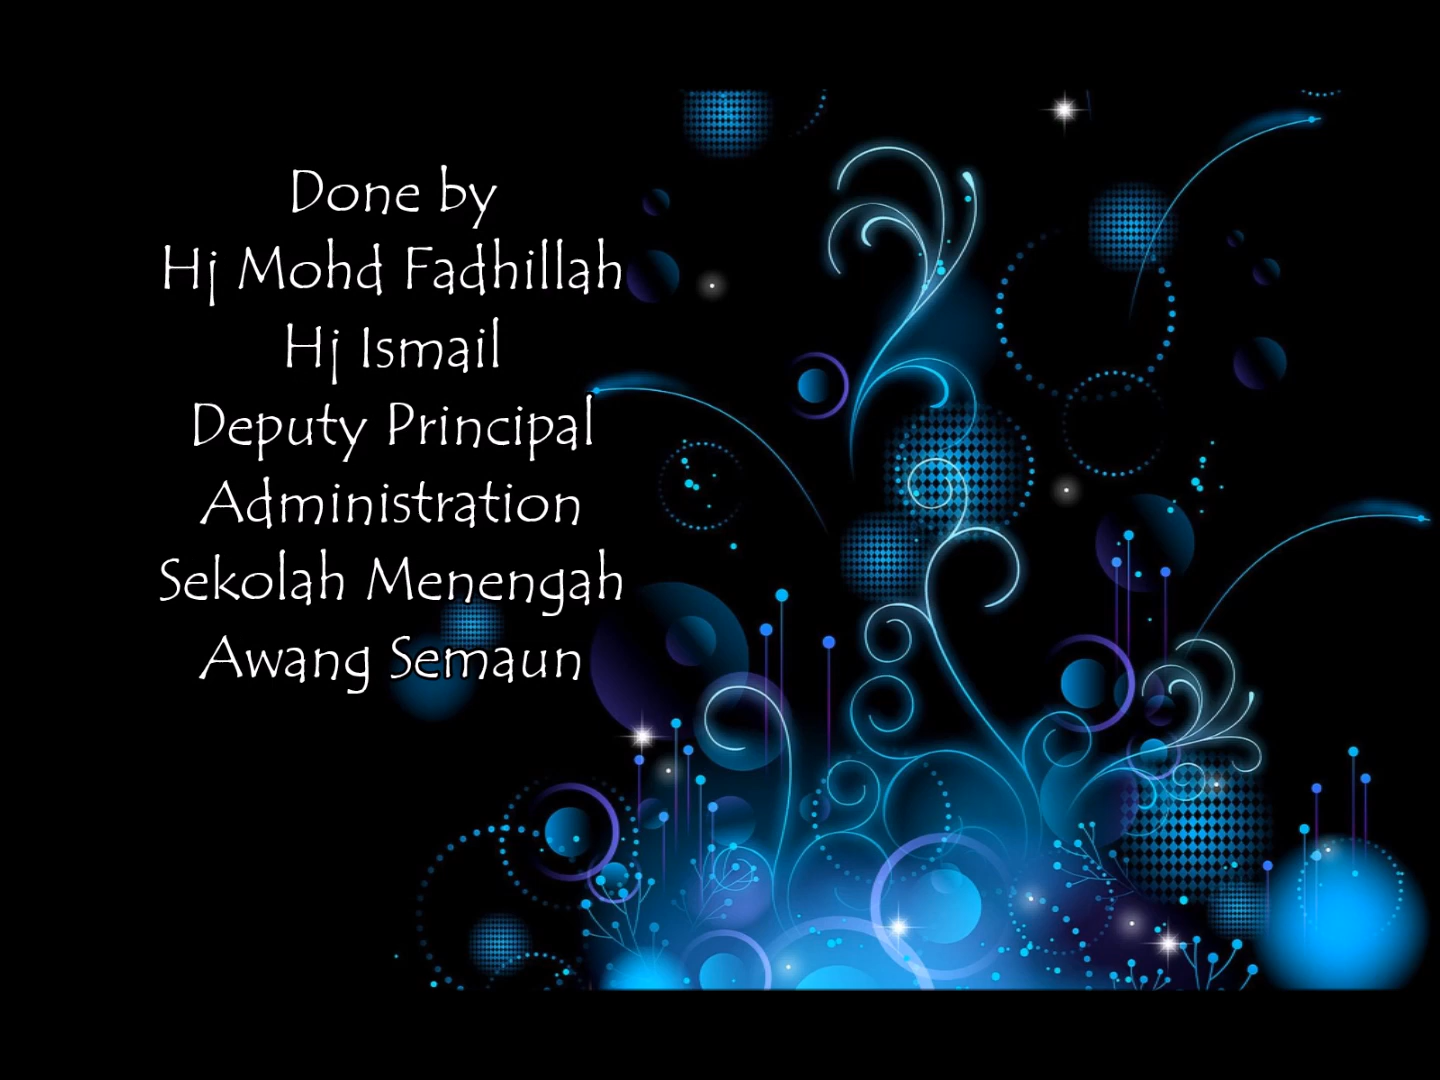 Done by
Hj Mohd Fadhillah
Hj Ismail
Deputy Principal
Administration
Sekolah Menengah
Awang Semaun